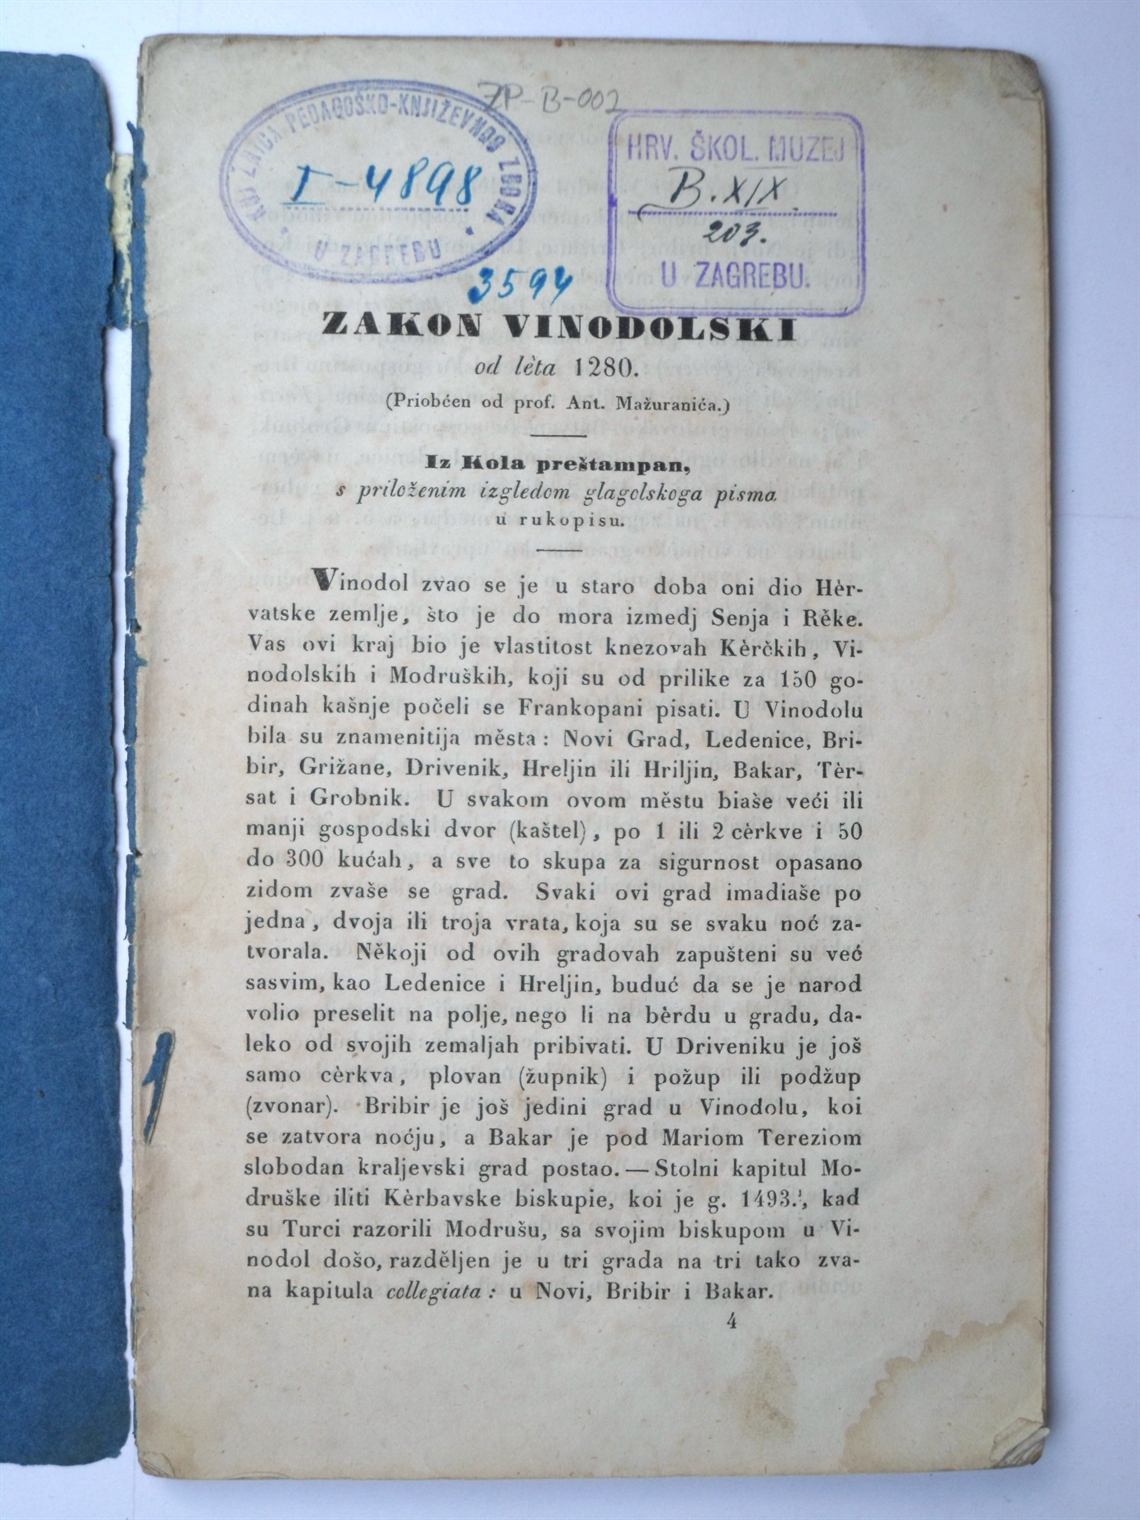 ZP-B-002
KNJIŽNICA PEDAGOŠKO-KNJIŽEVNOG ZBORA
I-4898
U ZAGREBU
HRV. ŠKOL. MUZEJ
B. XIX.
203.
U ZAGREBU.
3594
ZAKON VINODOLSKI
od lěta 1280.
(Priobćen od prof. Ant. Mažuranića.)
Iz Kola preštampan,
s priloženim izgledom glagolskoga pisma
u rukopisu.
Vinodol zvao se je u staro doba oni dio Hèr-
vatske zemlje, što je do mora izmedj Senja i Rěke.
Vas ovi kraj bio je vlastitost knezovah Kèrčkih, Vi-
nodolskih i Modruških, koji su od prilike za 150 go-
dinah kašnje počeli se Frankopani pisati. U Vinodolu
bila su znamenitija města: Novi Grad, Ledenice, Bri-
bir, Grižane, Drivenik, Hreljin ili Hriljin, Bakar, Tèr-
sat i Grobnik. U svakom ovom městu biaše veći ili
manji gospodski dvor (kaštel), po 1 ili 2 cèrkve i 50
do 300 kućah, a sve to skupa za sigurnost opasano
zidom zvaše se grad. Svaki ovi grad imadiaše po
jedna, dvoja ili troja vrata, koja su se svaku noć za-
tvorala. Někoji od ovih gradovah zapušteni su već
sasvim, kao Ledenice i Hreljin, buduć da se je narod
volio preselit na polje, nego li na bèrdu u gradu, da-
leko od svojih zemaljah pribivati. U Driveniku je još
samo cèrkva, plovan (župnik) i požup ili podžup
(zvonar). Bribir je još jedini grad u Vinodolu, koi
se zatvora noćju, a Bakar je pod Mariom Tereziom
slobodan kraljevski grad postao. — Stolni kapitul Mo-
druške iliti Kèrbavske biskupie, koi je g. 1493., kad
su Turci razorili Modrušu, sa svojim biskupom u Vi-
nodol došo, razděljen je u tri grada na tri tako zva-
na kapitula collegiata: u Novi, Bribir i Bakar.
4